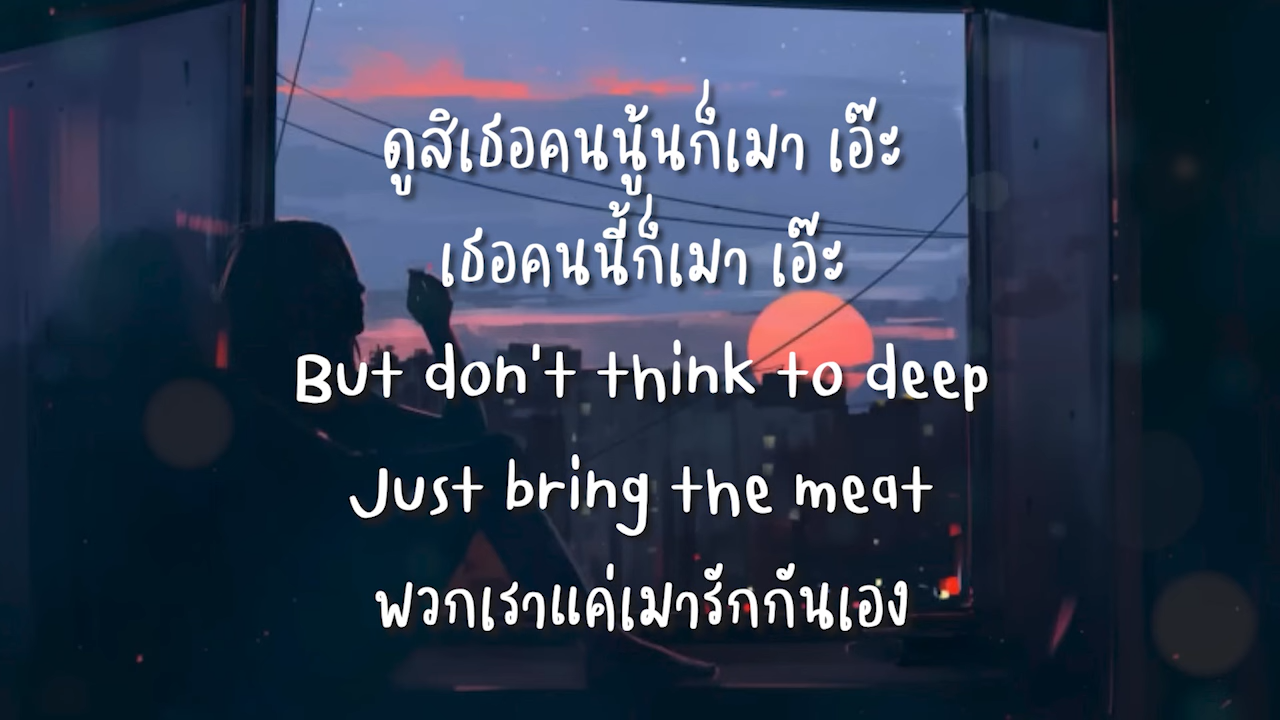 ดูสิเธอคนนู้นก็เมา เอ๊ะ
เธอคนนี้ก็เมา เอ๊ะ
But don't think to deep
Just bring the meat
พวกเราแค่เมารักกันเอง